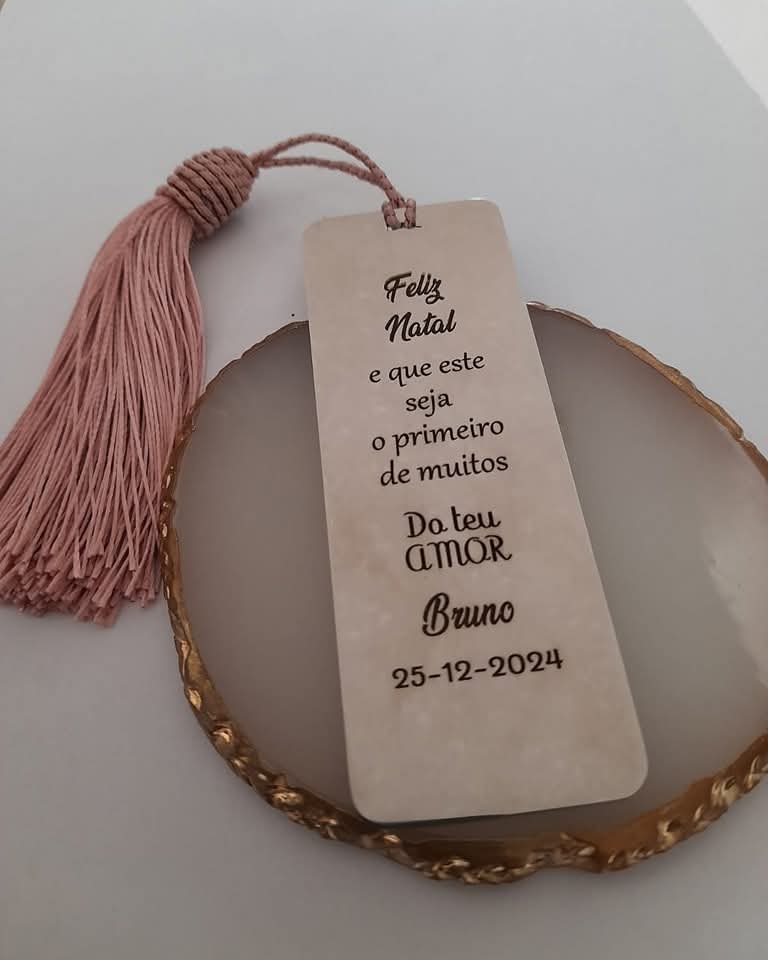 Feliz
Natal
e que este
seja
o primeiro
de muitos
Do teu
AMOR
Bruno
25-12-2024